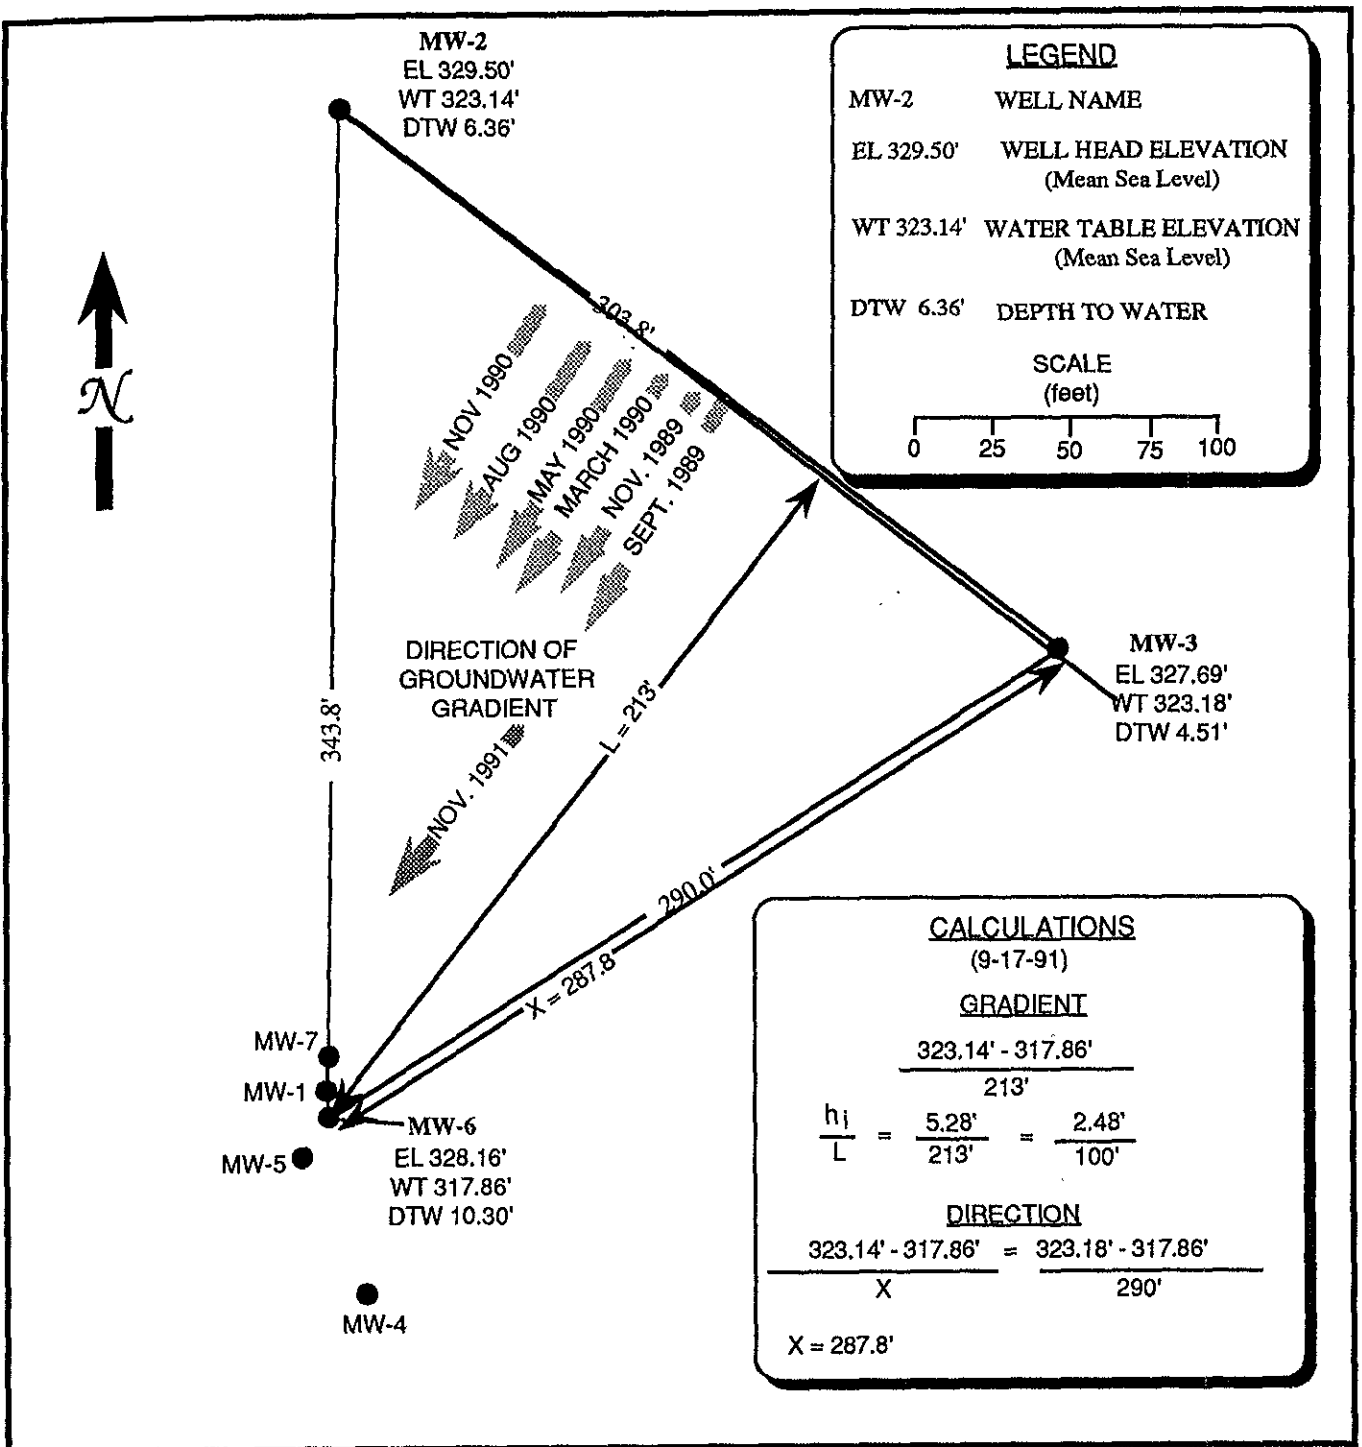 MW-2
EL 329.50'
WT 323.14'
DTW 6.36'
LEGEND
MW-2 WELL NAME
EL 329.50' WELL HEAD ELEVATION
(Mean Sea Level)
WT 323.14' WATER TABLE ELEVATION
(Mean Sea Level)
DTW 6.36' DEPTH TO WATER
SCALE
(feet)
0 25 50 75 100
N
303.8'
NOV 1990
AUG 1990
MAY 1990
MARCH 1990
NOV. 1989
SEPT. 1989
DIRECTION OF
GROUNDWATER
GRADIENT
NOV. 1991
343.8'
L = 213'
MW-3
EL 327.69'
WT 323.18'
DTW 4.51'
290.0'
X = 287.8'
MW-7
MW-1
MW-6
EL 328.16'
WT 317.86'
DTW 10.30'
MW-5
MW-4
CALCULATIONS
(9-17-91)
GRADIENT
323.14' - 317.86'
213'
hi = 5.28' = 2.48'
L 213' 100'
DIRECTION
323.14' - 317.86' = 323.18' - 317.86'
X 290'
X = 287.8'